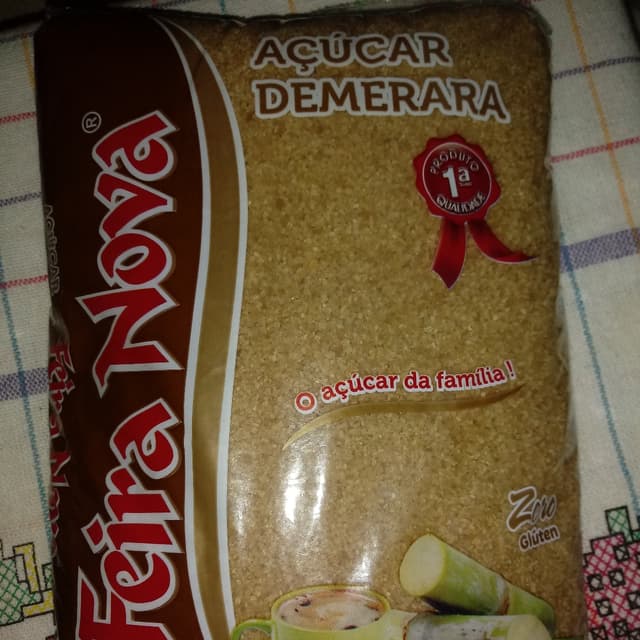 AÇÚCAR
DEMERARA
PRODUTO
1ª
QUALIDADE
Feira Nova®
O açúcar da família!
Zero
Glúten